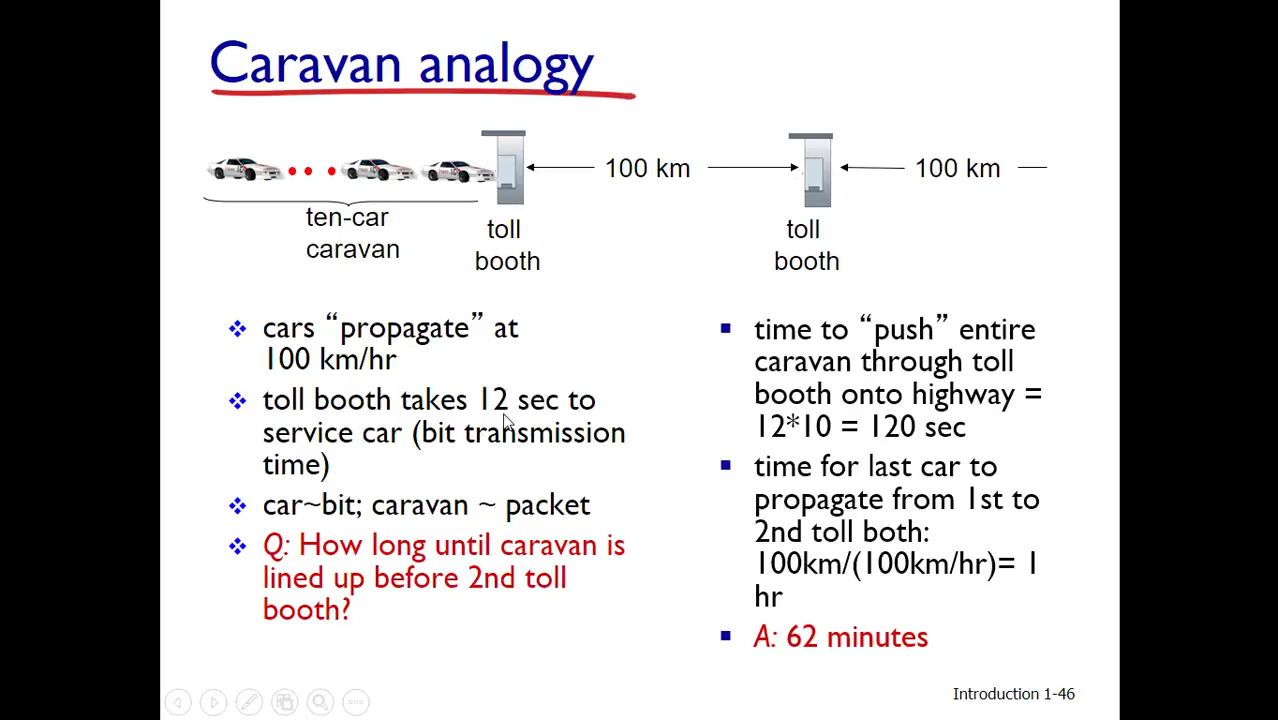 Caravan analogy
100 km
100 km
ten-car
caravan
toll
booth
toll
booth
cars “propagate” at
100 km/hr
toll booth takes 12 sec to
service car (bit transmission
time)
car~bit; caravan ~ packet
Q: How long until caravan is
lined up before 2nd toll
booth?
time to “push” entire
caravan through toll
booth onto highway =
12*10 = 120 sec
time for last car to
propagate from 1st to
2nd toll both:
100km/(100km/hr)= 1
hr
A: 62 minutes
Introduction 1-46